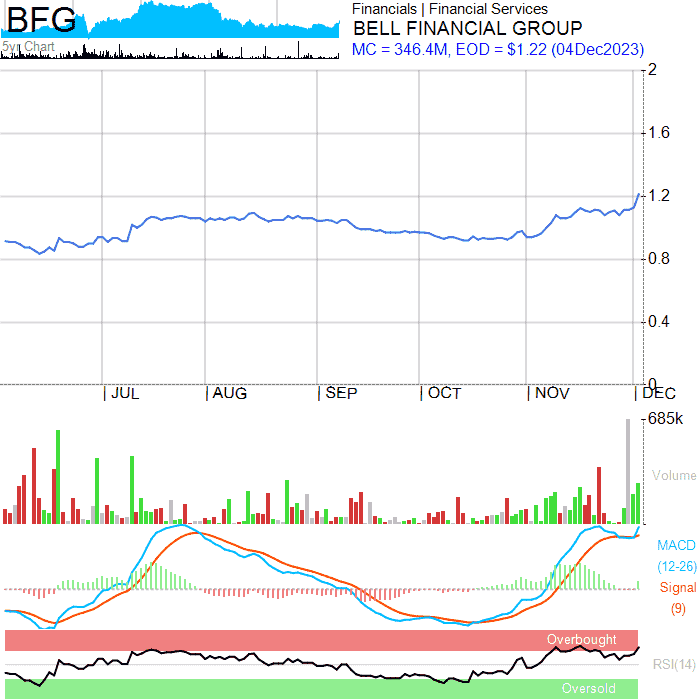 BFG
5yr Chart
Financials | Financial Services
BELL FINANCIAL GROUP
MC = 346.4M, EOD = $1.22 (04Dec2023)
2
1.6
1.2
0.8
0.4
0
| JUL | AUG | SEP | OCT | NOV | DEC
685k
Volume
MACD
(12-26)
Signal
(9)
Overbought
RSI(14)
Oversold